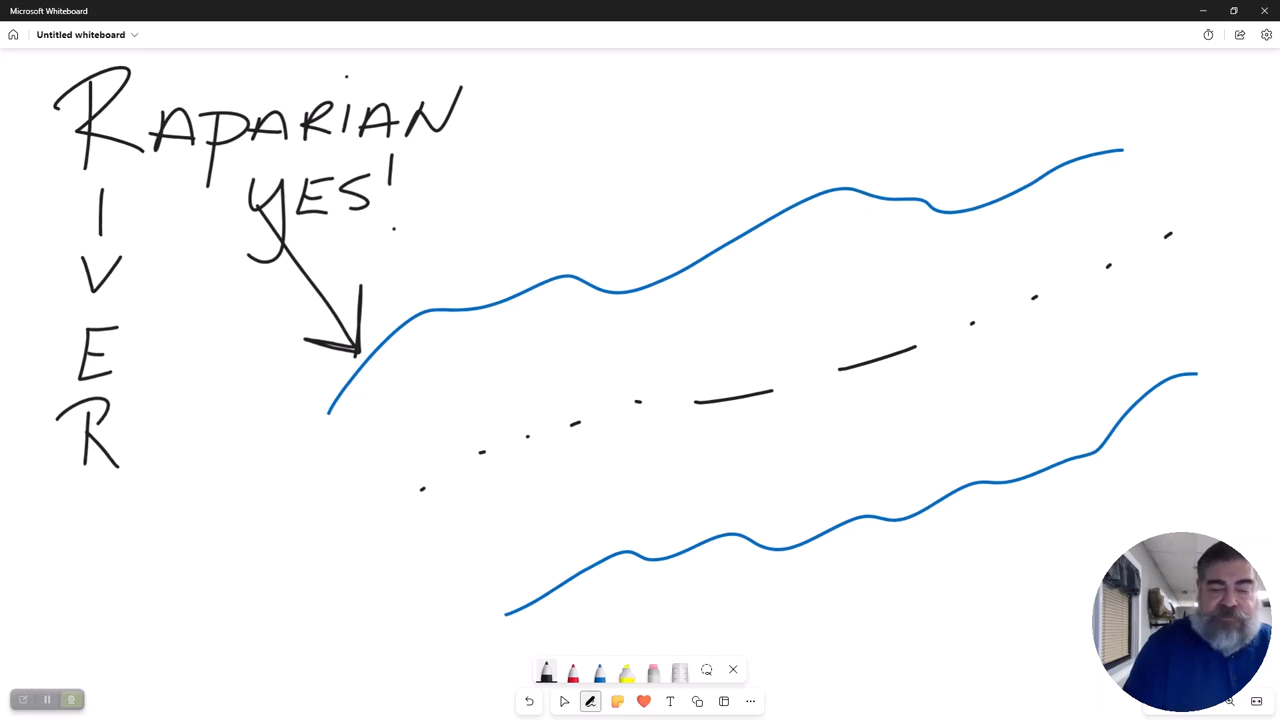 Microsoft Whiteboard
Untitled whiteboard
RAPARIAN
YES!
I
V
E
R